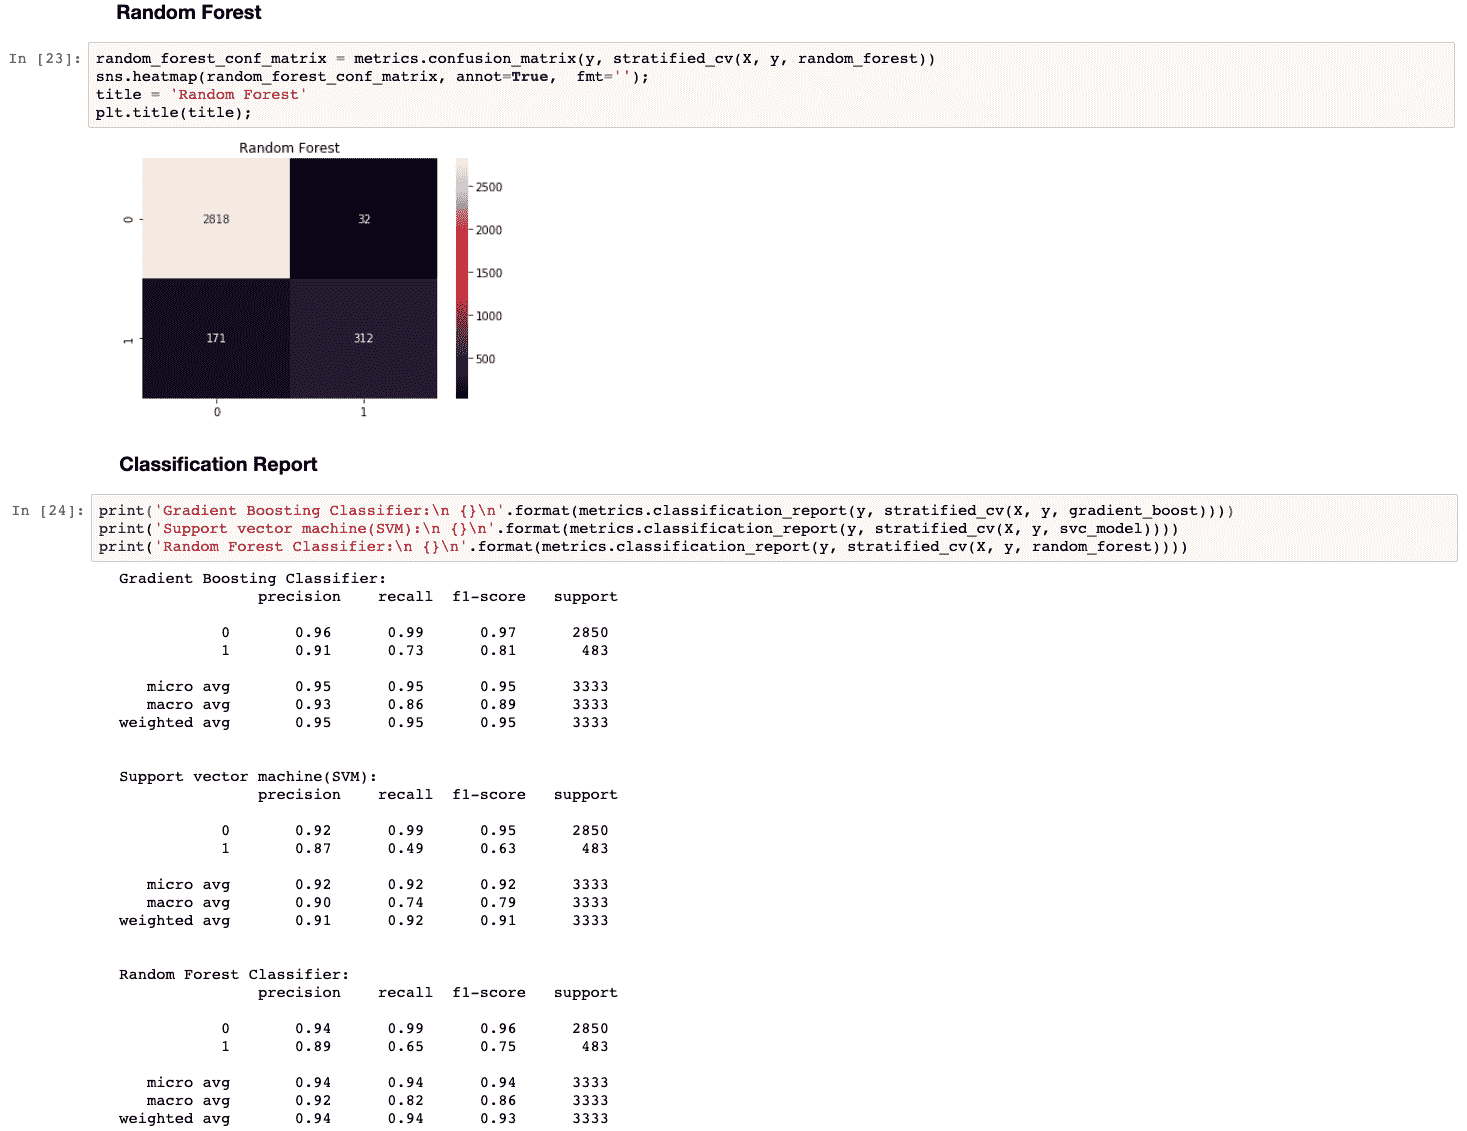 Random Forest
In [23]:
random_forest_conf_matrix = metrics.confusion_matrix(y, stratified_cv(X, y, random_forest))
sns.heatmap(random_forest_conf_matrix, annot=True,  fmt='');
title = 'Random Forest'
plt.title(title);
Random Forest
2818 32
171 312
0
1
0 1
2500
2000
1500
1000
500
Classification Report
In [24]:
print('Gradient Boosting Classifier:\n {}\n'.format(metrics.classification_report(y, stratified_cv(X, y, gradient_boost))))
print('Support vector machine(SVM):\n {}\n'.format(metrics.classification_report(y, stratified_cv(X, y, svc_model))))
print('Random Forest Classifier:\n {}\n'.format(metrics.classification_report(y, stratified_cv(X, y, random_forest))))
Gradient Boosting Classifier:
precision recall f1-score support
0 0.96 0.99 0.97 2850
1 0.91 0.73 0.81 483
micro avg 0.95 0.95 0.95 3333
macro avg 0.93 0.86 0.89 3333
weighted avg 0.95 0.95 0.95 3333
Support vector machine(SVM):
precision recall f1-score support
0 0.92 0.99 0.95 2850
1 0.87 0.49 0.63 483
micro avg 0.92 0.92 0.92 3333
macro avg 0.90 0.74 0.79 3333
weighted avg 0.91 0.92 0.91 3333
Random Forest Classifier:
precision recall f1-score support
0 0.94 0.99 0.96 2850
1 0.89 0.65 0.75 483
micro avg 0.94 0.94 0.94 3333
macro avg 0.92 0.82 0.86 3333
weighted avg 0.94 0.94 0.93 3333